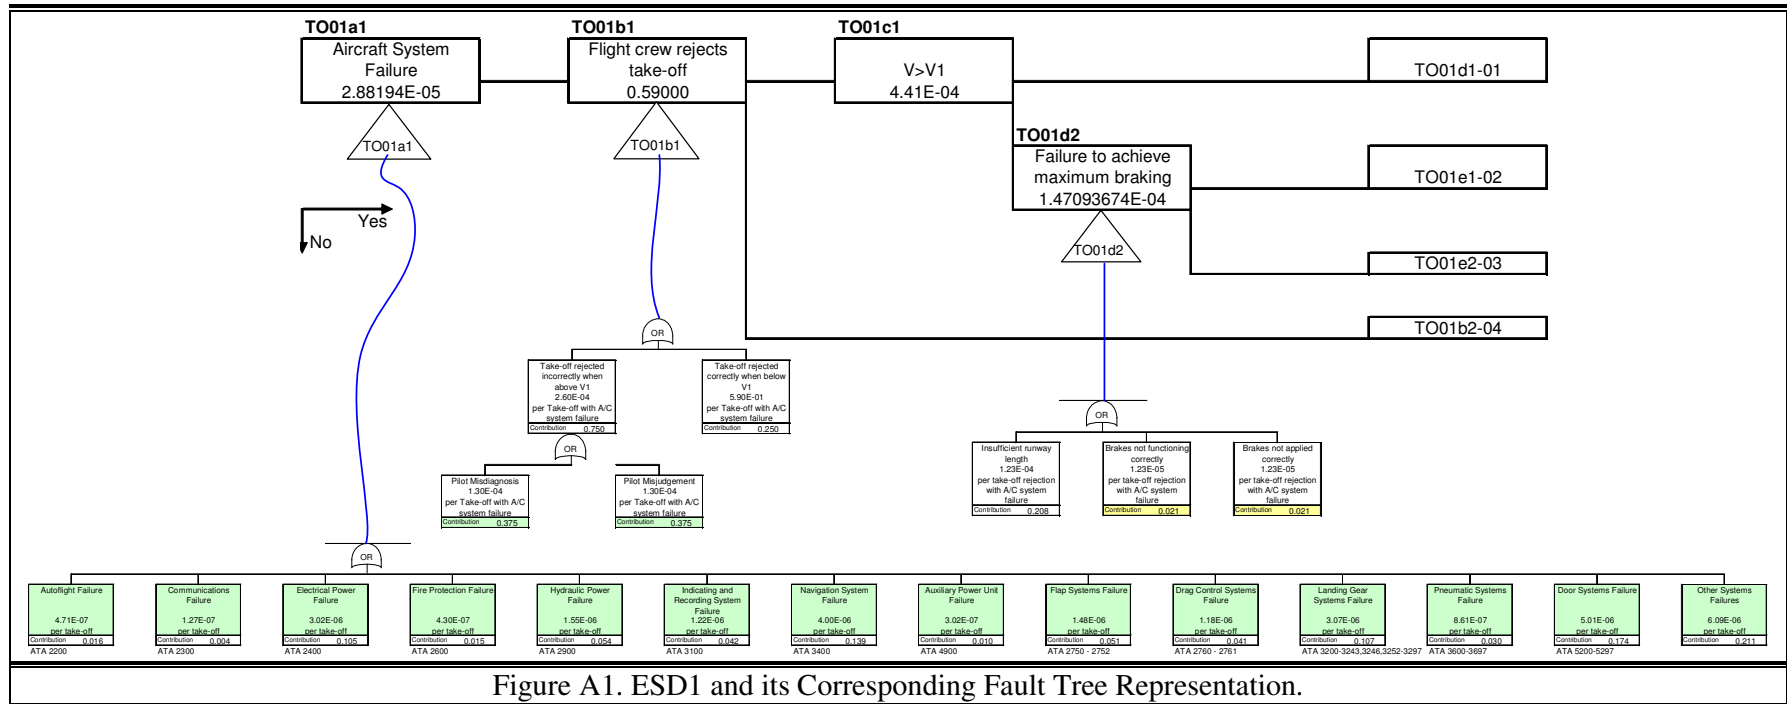 TO01a1
Aircraft System
Failure
2.88194E-05
TO01a1
TO01b1
Flight crew rejects
take-off
0.59000
TO01b1
TO01c1
V>V1
4.41E-04
TO01d2
Failure to achieve
maximum braking
1.47093674E-04
TO01d2
TO01d1-01
TO01e1-02
TO01e2-03
TO01b2-04
Yes
No
OR
Take-off rejected
incorrectly when
above V1
2.60E-04
per Take-off with A/C
system failure
Contribution 0.750
Take-off rejected
correctly when below
V1
5.90E-01
per Take-off with A/C
system failure
Contribution 0.250
OR
Pilot Misdiagnosis
1.30E-04
per Take-off with A/C
system failure
Contribution 0.375
Pilot Misjudgement
1.30E-04
per Take-off with A/C
system failure
Contribution 0.375
OR
Insufficient runway
length
1.23E-04
per take-off rejection
with A/C system
failure
Contribution 0.208
Brakes not functioning
correctly
1.23E-05
per take-off rejection
with A/C system
failure
Contribution 0.021
Brakes not applied
correctly
1.23E-05
per take-off rejection
with A/C system
failure
Contribution 0.021
OR
Autoflight Failure
4.71E-07
per take-off
Contribution 0.016
ATA 2200
Communications
Failure
1.27E-07
per take-off
Contribution 0.004
ATA 2300
Electrical Power
Failure
3.02E-06
per take-off
Contribution 0.105
ATA 2400
Fire Protection Failure
4.30E-07
per take-off
Contribution 0.015
ATA 2600
Hydraulic Power
Failure
1.55E-06
per take-off
Contribution 0.054
ATA 2900
Indicating and
Recording System
Failure
1.22E-06
per take-off
Contribution 0.042
ATA 3100
Navigation System
Failure
4.00E-06
per take-off
Contribution 0.139
ATA 3400
Auxiliary Power Unit
Failure
3.02E-07
per take-off
Contribution 0.010
ATA 4900
Flap Systems Failure
1.48E-06
per take-off
Contribution 0.051
ATA 2750 - 2752
Drag Control Systems
Failure
1.18E-06
per take-off
Contribution 0.041
ATA 2760 - 2761
Landing Gear
Systems Failure
3.07E-06
per take-off
Contribution 0.107
ATA 3200-3243,3246,3252-3297
Pneumatic Systems
Failure
8.61E-07
per take-off
Contribution 0.030
ATA 3600-3697
Door Systems Failure
5.01E-06
per take-off
Contribution 0.174
ATA 5200-5297
Other Systems
Failures
6.09E-06
per take-off
Contribution 0.211
Figure A1. ESD1 and its Corresponding Fault Tree Representation.